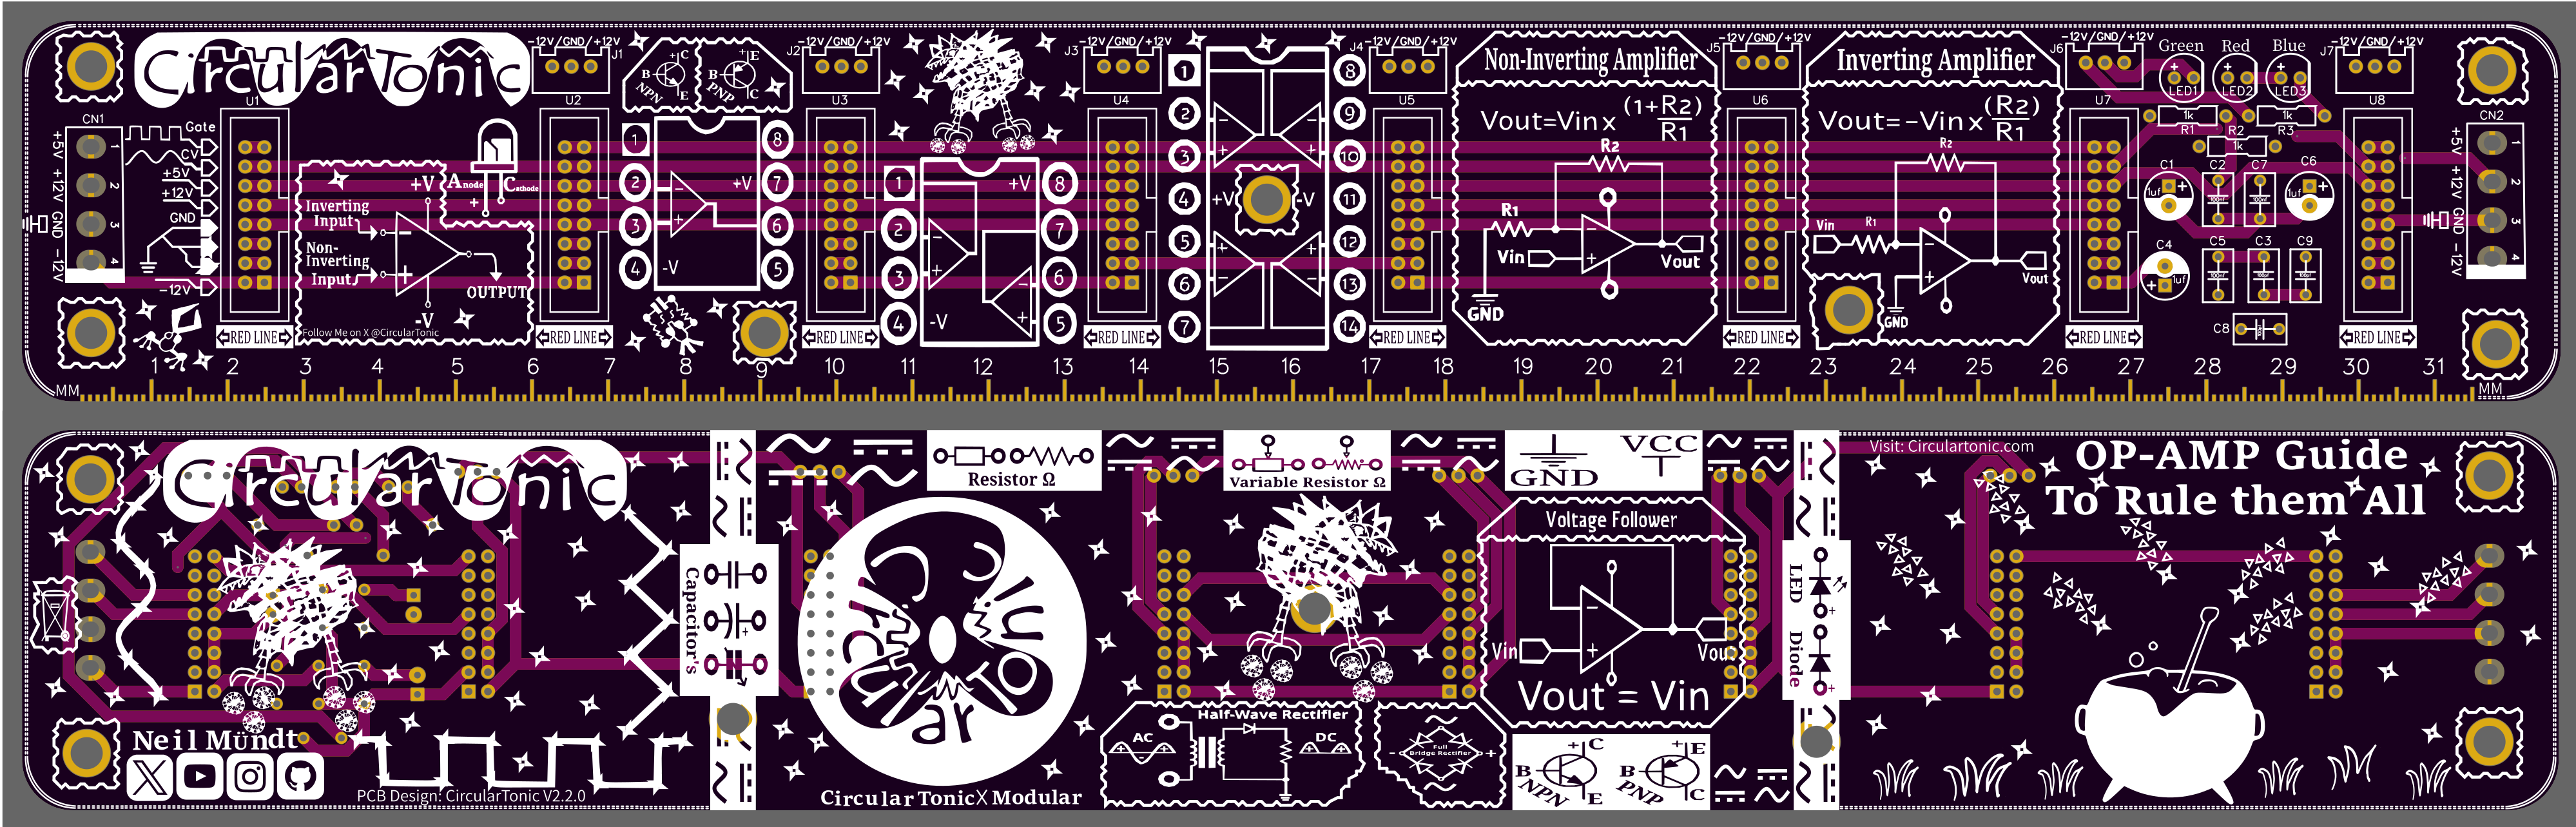 CircularTonic
-12V/GND/+12V
J1
+|C
B
NPN
E
+|E
B
PNP
C
J2
-12V/GND/+12V
J3
-12V/GND/+12V
J4
-12V/GND/+12V
Non-Inverting Amplifier
J5
-12V/GND/+12V
Inverting Amplifier
J6
-12V/GND/+12V
Green Red Blue
LED1 LED2 LED3
J7
-12V/GND/+12V
U1
U2
U3
U4
U5
U6
U7
U8
CN1
+5V +12V GND -12V
1
2
3
4
Gate
CV
+5V
+12V
GND
-12V
+V
Inverting
Input
Non-
Inverting
Input
OUTPUT
-V
Follow Me on X @CircularTonic
Anode
Cathode
+
1
2
3
4
8
7
6
5
+V
-V
1
2
3
4
8
7
6
5
+V
-V
1
2
3
4
5
6
7
8
9
10
11
12
13
14
+V
-V
Vout=Vin x (1+R2)
R1
R2
R1
Vin
Vout
GND
Vout=-Vin x (R2)
R1
R2
Vin
R1
Vout
GND
1k
R1
R2
1k
1k
R3
C1
1uf
C2
100nf
C7
100nf
C6
1uf
C4
1uf
C5
100nf
C3
100nf
C9
100nf
C8
CN2
+5V +12V GND -12V
1
2
3
4
RED LINE
RED LINE
RED LINE
RED LINE
RED LINE
RED LINE
RED LINE
RED LINE
MM 1 2 3 4 5 6 7 8 9 10 11 12 13 14 15 16 17 18 19 20 21 22 23 24 25 26 27 28 29 30 31 MM
CircularTonic
Neil Mündt
PCB Design: CircularTonic V2.2.0
Capacitor's
Resistor Ω
CircularTonic
CircularTonicX Modular
Variable Resistor Ω
GND
VCC
Voltage Follower
Vin
Vout
Vout = Vin
Half-Wave Rectifier
AC
DC
Full
Bridge Rectifier
- +
+|C
B
NPN
E
+|E
B
PNP
C
LED
Diode
Visit: Circulartonic.com
OP-AMP Guide
To Rule them All